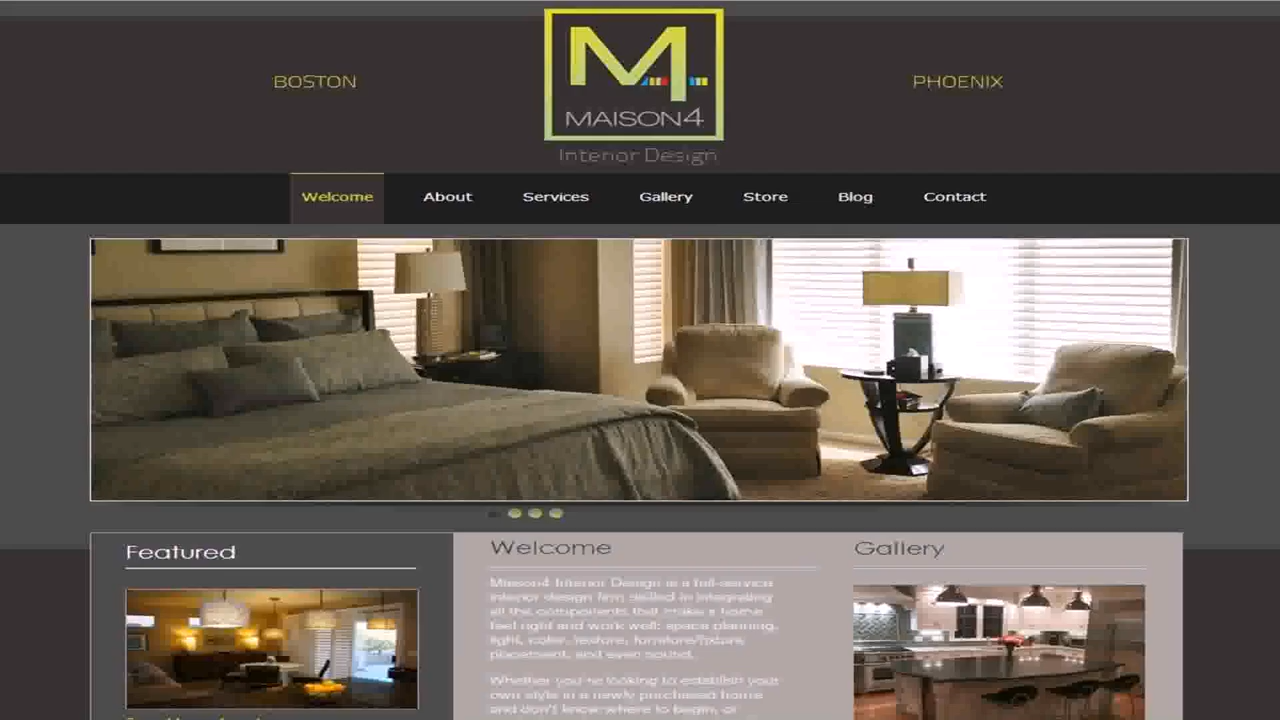 BOSTON
M4
MAISON4
Interior Design
PHOENIX
Welcome
About
Services
Gallery
Store
Blog
Contact
Featured
Welcome
Maison4 Interior Design is a full-service
interior design firm skilled in integrating
all the components that make a home
feel right and work well: space planning,
light, color, texture, furniture/fixture
placement, and even sound.
Whether you're looking to establish your
own style in a newly purchased home
and don't know where to begin, or
Gallery